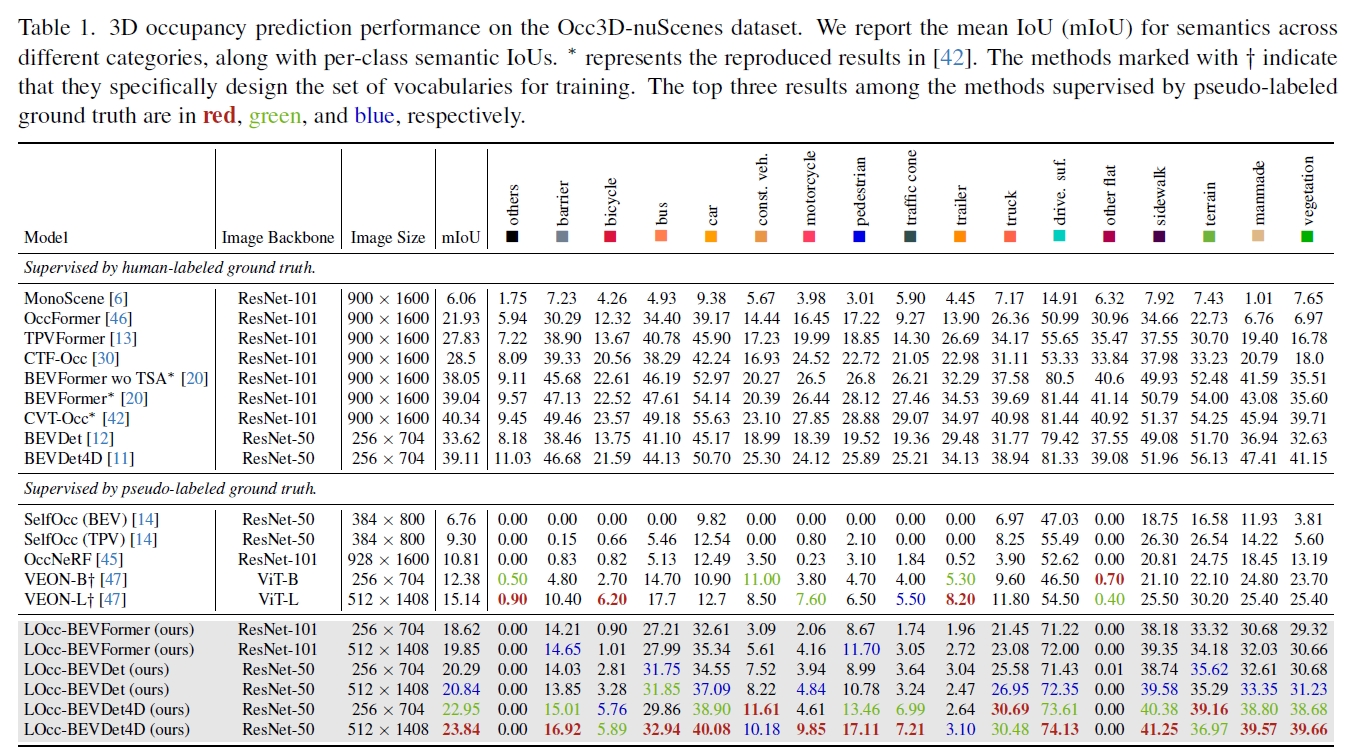 Table 1. 3D occupancy prediction performance on the Occ3D-nuScenes dataset. We report the mean IoU (mIoU) for semantics across
different categories, along with per-class semantic IoUs. * represents the reproduced results in [42]. The methods marked with † indicate
that they specifically design the set of vocabularies for training. The top three results among the methods supervised by pseudo-labeled
ground truth are in red, green, and blue, respectively.
Model Image Backbone Image Size mIoU others barrier bicycle bus car const. veh. motorcycle pedestrian traffic cone trailer truck drive. suf. other flat sidewalk terrain manmade vegetation
Supervised by human-labeled ground truth.
MonoScene [6] ResNet-101 900 × 1600 6.06 1.75 7.23 4.26 4.93 9.38 5.67 3.98 3.01 5.90 4.45 7.17 14.91 6.32 7.92 7.43 1.01 7.65
OccFormer [46] ResNet-101 900 × 1600 21.93 5.94 30.29 12.32 34.40 39.17 14.44 16.45 17.22 9.27 13.90 26.36 50.99 30.96 34.66 22.73 6.76 6.97
TPVFormer [13] ResNet-101 900 × 1600 27.83 7.22 38.90 13.67 40.78 45.90 17.23 19.99 18.85 14.30 26.69 34.17 55.65 35.47 37.55 30.70 19.40 16.78
CTF-Occ [30] ResNet-101 900 × 1600 28.5 8.09 39.33 20.56 38.29 42.24 16.93 24.52 22.72 21.05 22.98 31.11 53.33 33.84 37.98 33.23 20.79 18.0
BEVFormer wo TSA* [20] ResNet-101 900 × 1600 38.05 9.11 45.68 22.61 46.19 52.97 20.27 26.5 26.8 26.21 32.29 37.58 80.5 40.6 49.93 52.48 41.59 35.51
BEVFormer* [20] ResNet-101 900 × 1600 39.04 9.57 47.13 22.52 47.61 54.14 20.39 26.44 28.12 27.46 34.53 39.69 81.44 41.14 50.79 54.00 43.08 35.60
CVT-Occ* [42] ResNet-101 900 × 1600 40.34 9.45 49.46 23.57 49.18 55.63 23.10 27.85 28.88 29.07 34.97 40.98 81.44 40.92 51.37 54.25 45.94 39.71
BEVDet [12] ResNet-50 256 × 704 33.62 8.18 38.46 13.75 41.10 45.17 18.99 18.39 19.52 19.36 29.48 31.77 79.42 37.55 49.08 51.70 36.94 32.63
BEVDet4D [11] ResNet-50 256 × 704 39.11 11.03 46.68 21.59 44.13 50.70 25.30 24.12 25.89 25.21 34.13 38.94 81.33 39.08 51.96 56.13 47.41 41.15
Supervised by pseudo-labeled ground truth.
SelfOcc (BEV) [14] ResNet-50 384 × 800 6.76 0.00 0.00 0.00 0.00 9.82 0.00 0.00 0.00 0.00 0.00 6.97 47.03 0.00 18.75 16.58 11.93 3.81
SelfOcc (TPV) [14] ResNet-50 384 × 800 9.30 0.00 0.15 0.66 5.46 12.54 0.00 0.80 2.10 0.00 0.00 8.25 55.49 0.00 26.30 26.54 14.22 5.60
OccNeRF [45] ResNet-101 928 × 1600 10.81 0.00 0.83 0.82 5.13 12.49 3.50 0.23 3.10 1.84 0.52 3.90 52.62 0.00 20.81 24.75 18.45 13.19
VEON-B† [47] ViT-B 256 × 704 12.38 0.50 4.80 2.70 14.70 10.90 11.00 3.80 4.70 4.00 5.30 9.60 46.50 0.70 21.10 22.10 24.80 23.70
VEON-L† [47] ViT-L 512 × 1408 15.14 0.90 10.40 6.20 17.7 12.7 8.50 7.60 6.50 5.50 8.20 11.80 54.50 0.40 25.50 30.20 25.40 25.40
LOcc-BEVFormer (ours) ResNet-101 256 × 704 18.62 0.00 14.21 0.90 27.21 32.61 3.09 2.06 8.67 1.74 1.96 21.45 71.22 0.00 38.18 33.32 30.68 29.32
LOcc-BEVFormer (ours) ResNet-101 512 × 1408 19.85 0.00 14.65 1.01 27.99 35.34 5.61 4.16 11.70 3.05 2.72 23.08 72.00 0.00 39.35 34.18 32.03 30.66
LOcc-BEVDet (ours) ResNet-50 256 × 704 20.29 0.00 14.03 2.81 31.75 34.55 7.52 3.94 8.99 3.64 3.04 25.58 71.43 0.01 38.74 35.62 32.61 30.68
LOcc-BEVDet (ours) ResNet-50 512 × 1408 20.84 0.00 13.85 3.28 31.85 37.09 8.22 4.84 10.78 3.24 2.47 26.95 72.35 0.00 39.58 35.29 33.35 31.23
LOcc-BEVDet4D (ours) ResNet-50 256 × 704 22.95 0.00 15.01 5.76 29.86 38.90 11.61 4.61 13.46 6.99 2.64 30.69 73.61 0.00 40.38 39.16 38.80 38.68
LOcc-BEVDet4D (ours) ResNet-50 512 × 1408 23.84 0.00 16.92 5.89 32.94 40.08 10.18 9.85 17.11 7.21 3.10 30.48 74.13 0.00 41.25 36.97 39.57 39.66